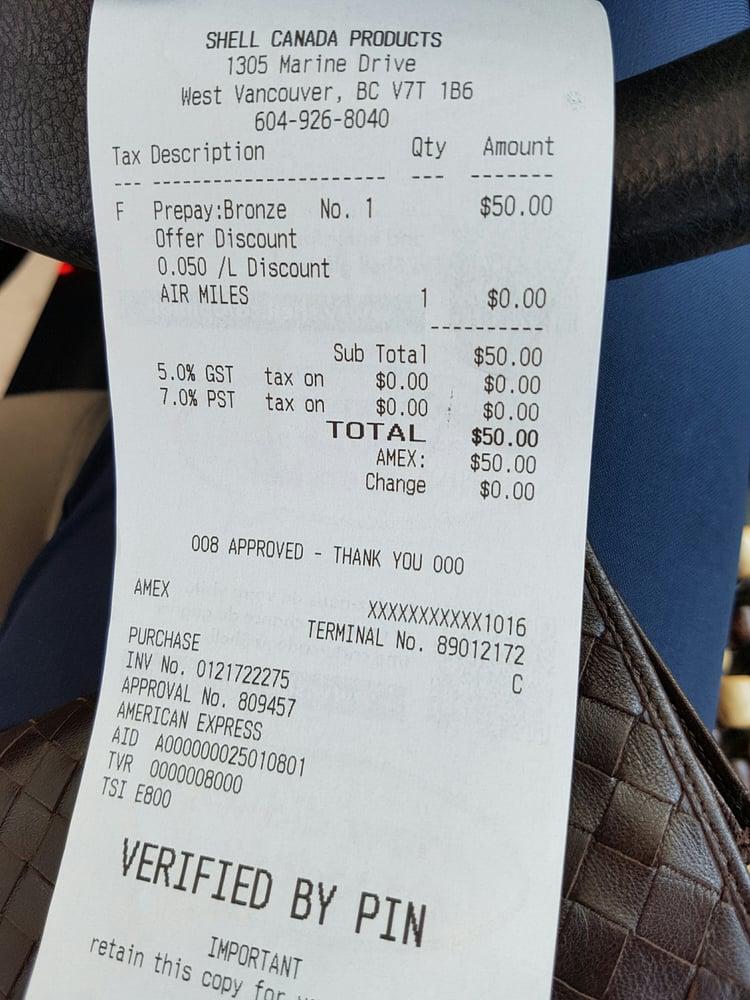 SHELL CANADA PRODUCTS
1305 Marine Drive
West Vancouver, BC V7T 1B6
604-926-8040
Tax Description Qty Amount
--- ---------------------- --- -------
F Prepay:Bronze No. 1 $50.00
Offer Discount
0.050 /L Discount
AIR MILES 1 $0.00
----------
Sub Total $50.00
5.0% GST tax on $0.00 $0.00
7.0% PST tax on $0.00 $0.00
TOTAL $50.00
AMEX: $50.00
Change $0.00
008 APPROVED - THANK YOU 000
AMEX
XXXXXXXXXXX1016
TERMINAL No. 89012172
PURCHASE
C
INV No. 0121722275
APPROVAL No. 809457
AMERICAN EXPRESS
AID A000000025010801
TVR 0000008000
TSI E800
VERIFIED BY PIN
IMPORTANT
retain this copy for